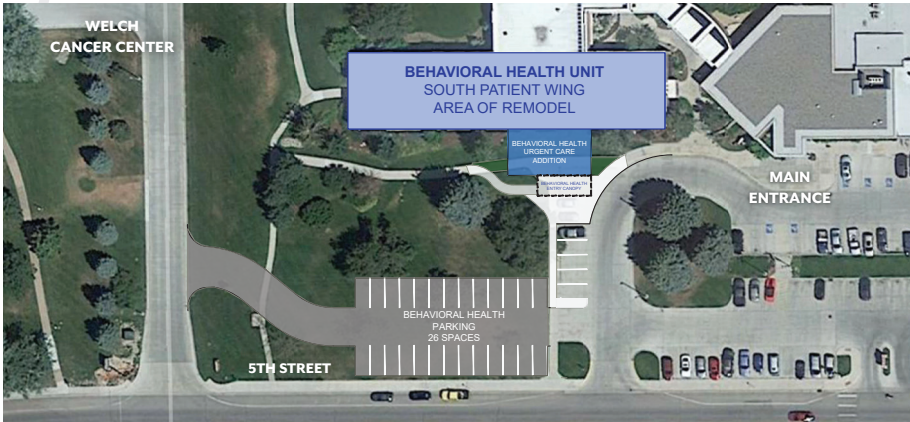 WELCH
CANCER CENTER
BEHAVIORAL HEALTH UNIT
SOUTH PATIENT WING
AREA OF REMODEL
BEHAVIORAL HEALTH
URGENT CARE
ADDITION
BEHAVIORAL HEALTH
ENTRY CANOPY
MAIN
ENTRANCE
BEHAVIORAL HEALTH
PARKING
26 SPACES
5TH STREET